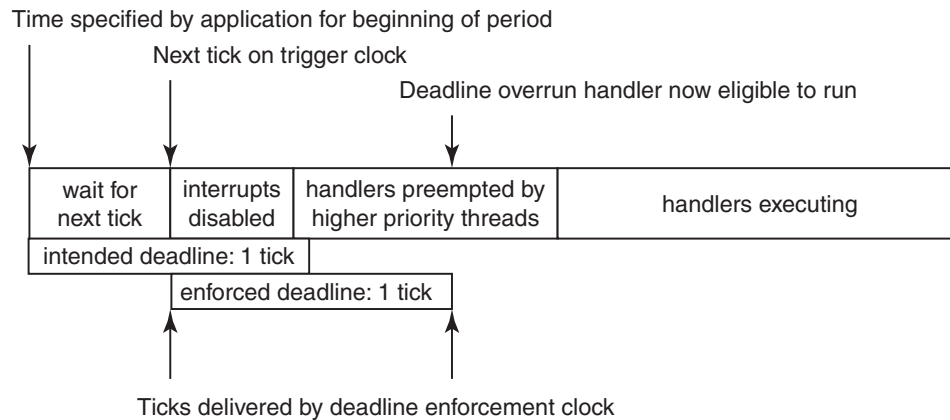 Time specified by application for beginning of period
Next tick on trigger clock
Deadline overrun handler now eligible to run
wait for
next tick
interrupts
disabled
handlers preempted by
higher priority threads
handlers executing
intended deadline: 1 tick
enforced deadline: 1 tick
Ticks delivered by deadline enforcement clock